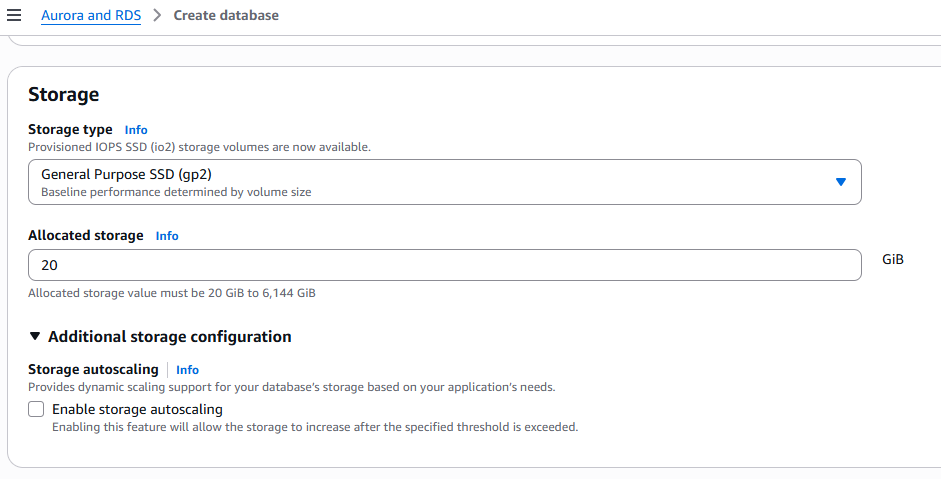 Aurora and RDS > Create database
Storage
Storage type Info
Provisioned IOPS SSD (io2) storage volumes are now available.
General Purpose SSD (gp2)
Baseline performance determined by volume size
Allocated storage Info
20
GiB
Allocated storage value must be 20 GiB to 6,144 GiB
Additional storage configuration
Storage autoscaling Info
Provides dynamic scaling support for your database’s storage based on your application’s needs.
Enable storage autoscaling
Enabling this feature will allow the storage to increase after the specified threshold is exceeded.